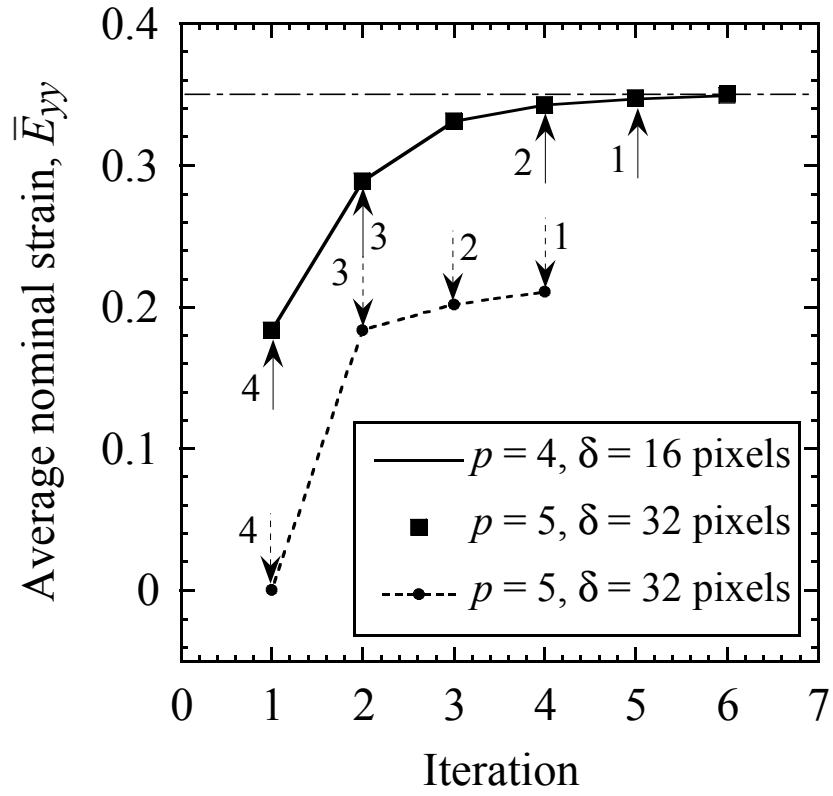 Average nominal strain, E̅yy
0.4
0.3
0.2
0.1
0
2
1
3
3
2
1
4
4
p = 4, δ = 16 pixels
p = 5, δ = 32 pixels
p = 5, δ = 32 pixels
0 1 2 3 4 5 6 7
Iteration